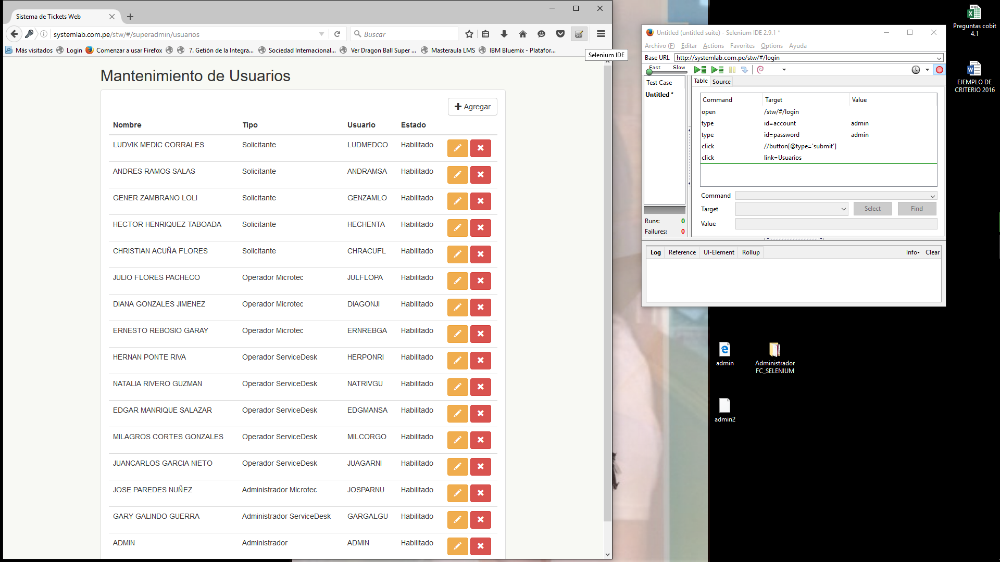 Sistema de Tickets Web
systemlab.com.pe/stw/#/superadmin/usuarios
Buscar
Más visitados
Login
Comenzar a usar Firefox
7. Getión de la Integra...
Sociedad Internacional...
Ver Dragon Ball Super ...
Masteraula LMS
IBM Bluemix - Platafor...
Selenium IDE
Mantenimiento de Usuarios
Agregar
Nombre Tipo Usuario Estado
LUDVIK MEDIC CORRALES Solicitante LUDMEDCO Habilitado
ANDRES RAMOS SALAS Solicitante ANDRAMSA Habilitado
GENER ZAMBRANO LOLI Solicitante GENZAMLO Habilitado
HECTOR HENRIQUEZ TABOADA Solicitante HECHENTA Habilitado
CHRISTIAN ACUÑA FLORES Solicitante CHRACUFL Habilitado
JULIO FLORES PACHECO Operador Microtec JULFLOPA Habilitado
DIANA GONZALES JIMENEZ Operador Microtec DIAGONJI Habilitado
ERNESTO REBOSIO GARAY Operador Microtec ERNREBGA Habilitado
HERNAN PONTE RIVA Operador ServiceDesk HERPONRI Habilitado
NATALIA RIVERO GUZMAN Operador ServiceDesk NATRIVGU Habilitado
EDGAR MANRIQUE SALAZAR Operador ServiceDesk EDGMANSA Habilitado
MILAGROS CORTES GONZALES Operador ServiceDesk MILCORGO Habilitado
JUANCARLOS GARCIA NIETO Operador ServiceDesk JUAGARNI Habilitado
JOSE PAREDES NUÑEZ Administrador Microtec JOSPARNU Habilitado
GARY GALINDO GUERRA Administrador ServiceDesk GARGALGU Habilitado
ADMIN Administrador ADMIN Habilitado
Untitled (untitled suite) - Selenium IDE 2.9.1 *
Archivo (F) Editar Actions Favorites Options Ayuda
Base URL http://systemlab.com.pe/stw/#/login
Fast Slow
Test Case
Untitled *
Table Source
Command Target Value
open /stw/#/login
type id=account admin
type id=password admin
click //button[@type='submit']
click link=Usuarios
Command
Target Select Find
Value
Runs: 0
Failures: 0
Log Reference UI-Element Rollup Info Clear
Preguntas cobit
4.1
EJEMPLO DE
CRITERIO 2016
admin
Administrador
FC_SELENIUM
admin2